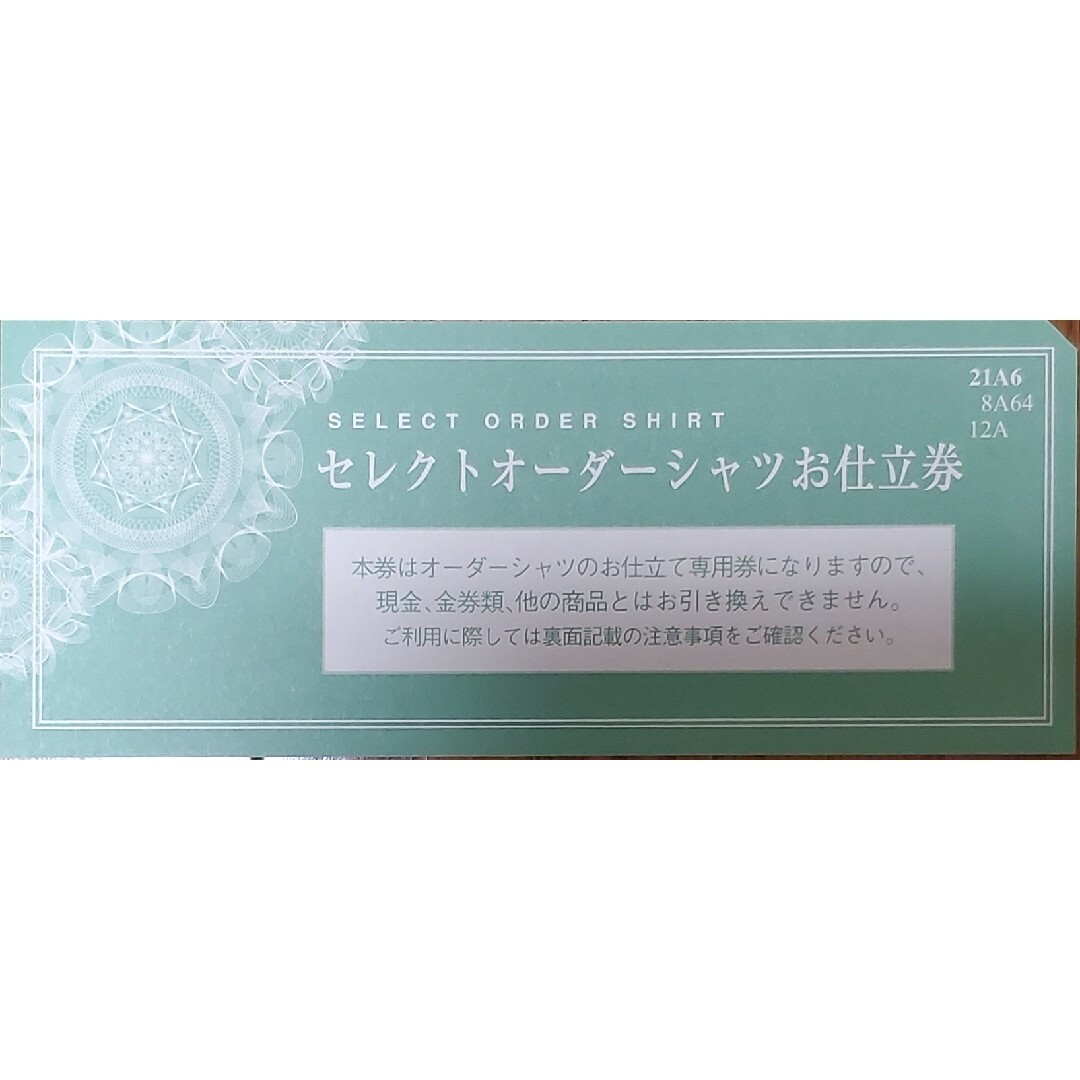 21A6
8A64
12A
SELECT ORDER SHIRT
セレクトオーダーシャツお仕立券
本券はオーダーシャツのお仕立て専用券になりますので、
現金、金券類、他の商品とはお引き換えできません。
ご利用に際しては裏面記載の注意事項をご確認ください。